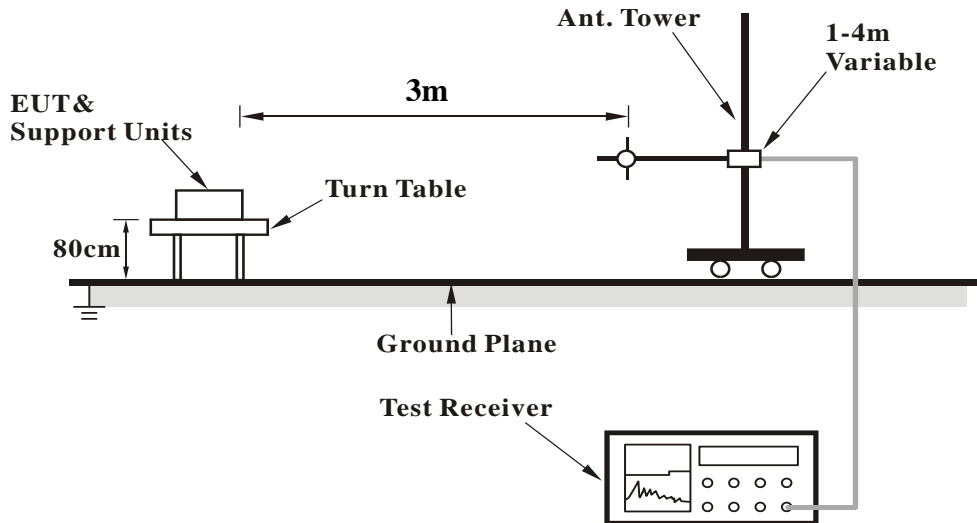 Ant. Tower
1-4m
Variable
3m
EUT&
Support Units
Turn Table
80cm
Ground Plane
Test Receiver